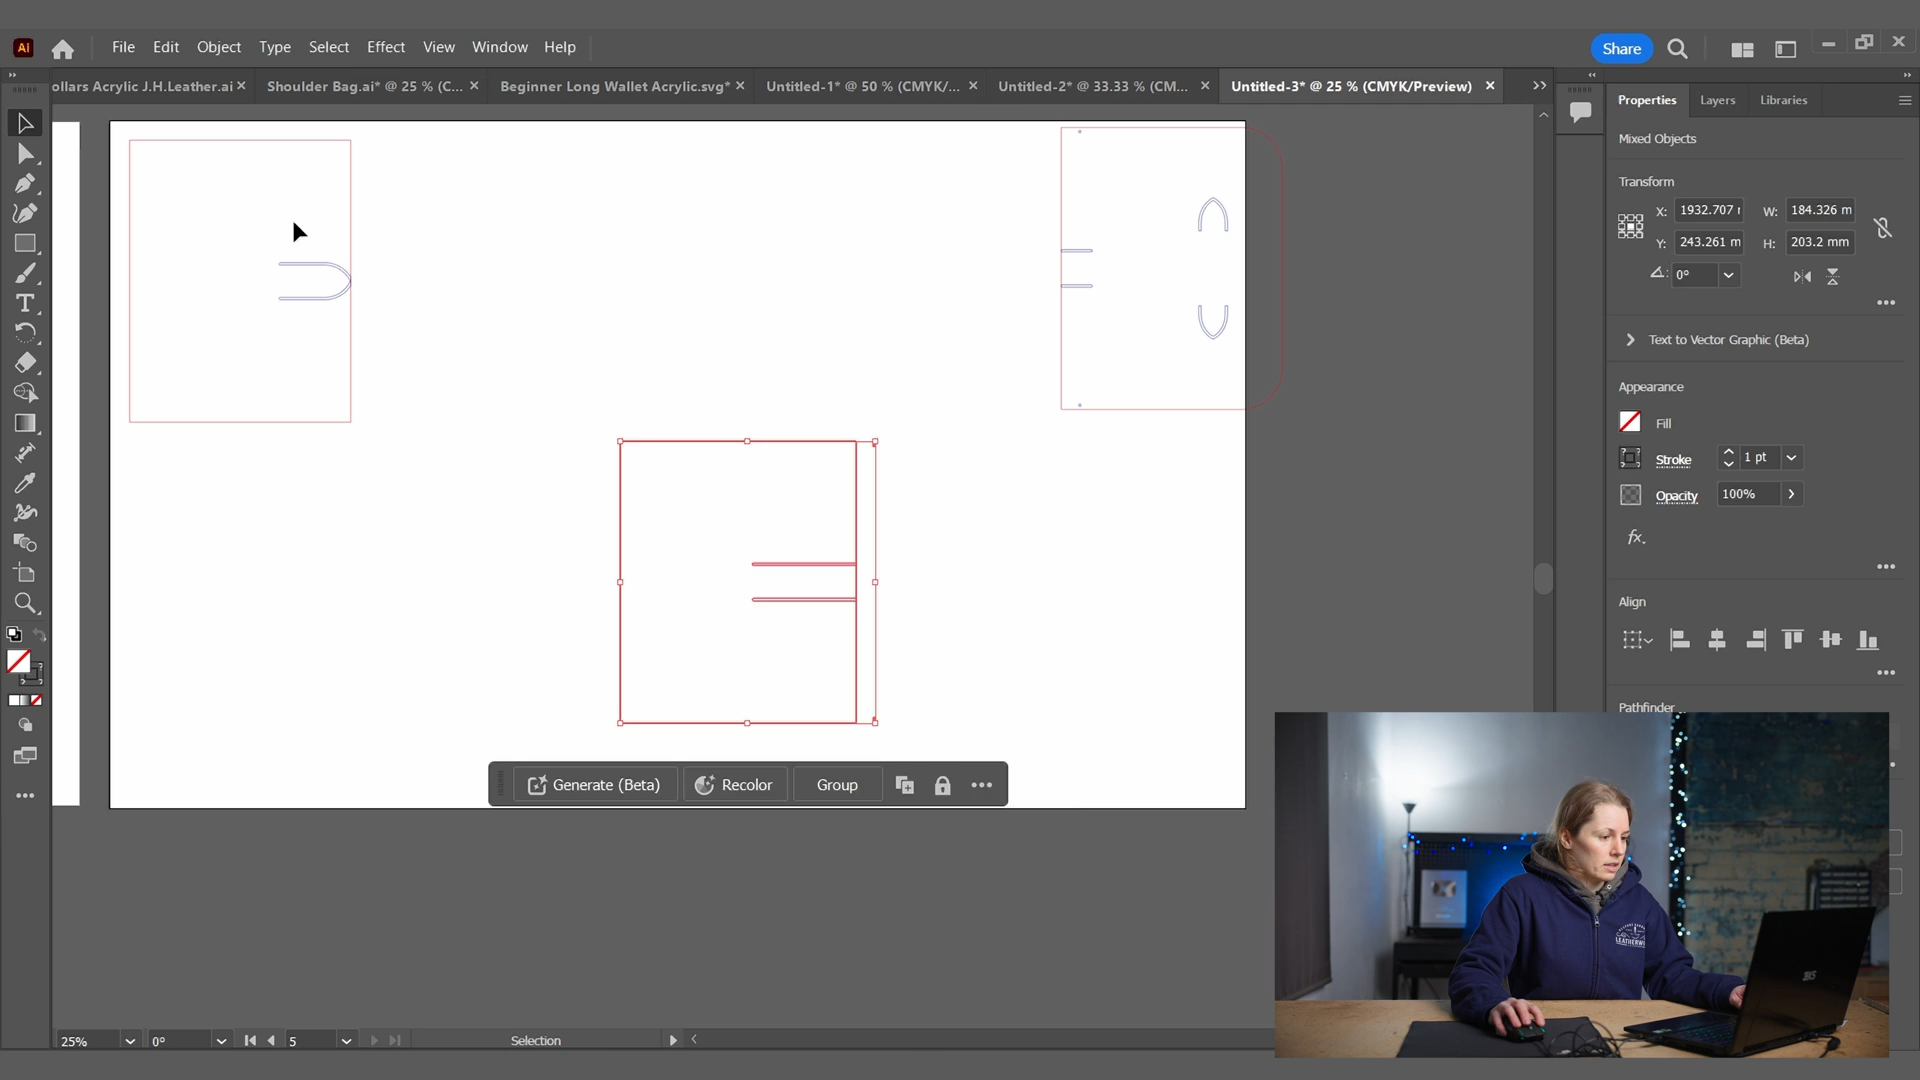 Ai File Edit Object Type Select Effect View Window Help Share
ollars Acrylic J.H.Leather.ai Shoulder Bag.ai* @ 25 % (C... Beginner Long Wallet Acrylic.svg* Untitled-1* @ 50 % (CMYK/... Untitled-2* @ 33.33 % (CM... Untitled-3* @ 25 % (CMYK/Preview)
Properties Layers Libraries
Mixed Objects
Transform
X: 1932.707 W: 184.326 m
Y: 243.261 m H: 203.2 mm
0°
Text to Vector Graphic (Beta)
Appearance
Fill
Stroke 1 pt
Opacity 100%
fx.
Align
Pathfinder
Generate (Beta) Recolor Group
LEATHERW
25% 0° 5 Selection